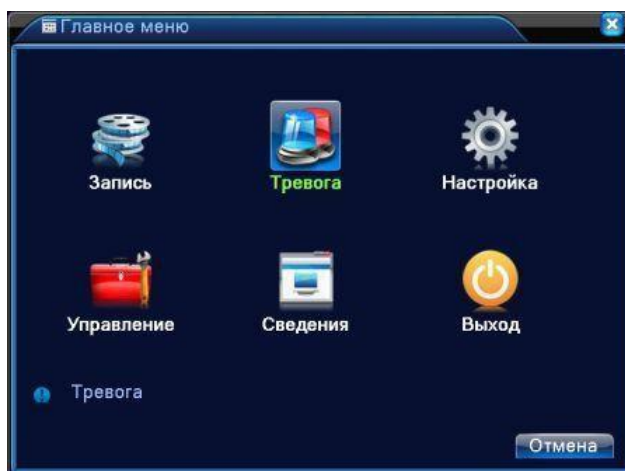 Главное меню
Запись
Тревога
Настройка
Управление
Сведения
Выход
Тревога
Отмена